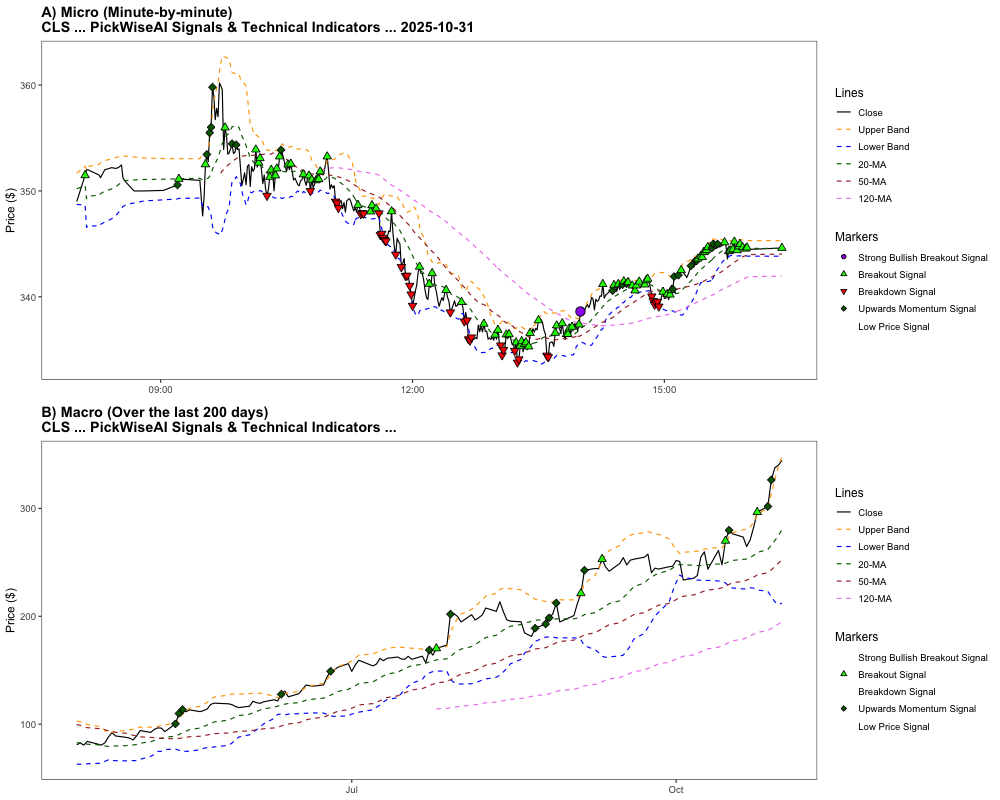 A) Micro (Minute-by-minute)
CLS ... PickWiseAI Signals & Technical Indicators ... 2025-10-31
Price ($)
360
350
340
09:00
12:00
15:00
Lines
Close
Upper Band
Lower Band
20-MA
50-MA
120-MA
Markers
Strong Bullish Breakout Signal
Breakout Signal
Breakdown Signal
Upwards Momentum Signal
Low Price Signal
B) Macro (Over the last 200 days)
CLS ... PickWiseAI Signals & Technical Indicators ...
Price ($)
300
200
100
Jul
Oct
Lines
Close
Upper Band
Lower Band
20-MA
50-MA
120-MA
Markers
Strong Bullish Breakout Signal
Breakout Signal
Breakdown Signal
Upwards Momentum Signal
Low Price Signal